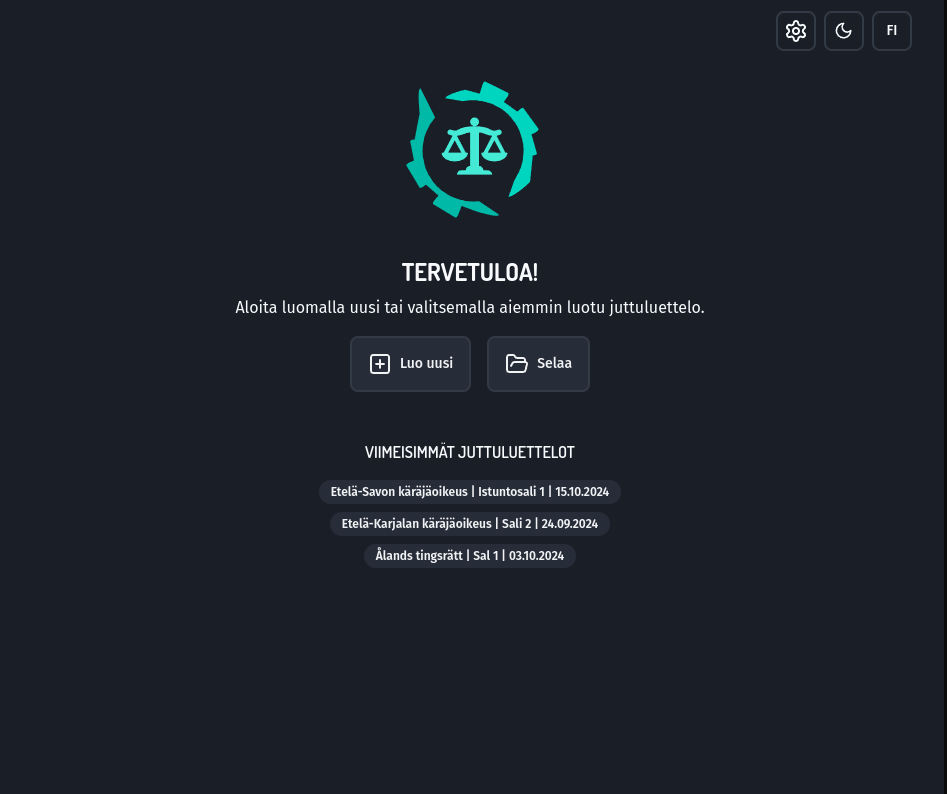 FI
TERVETULOA!
Aloita luomalla uusi tai valitsemalla aiemmin luotu juttuluettelo.
Luo uusi
Selaa
VIIMEISIMMÄT JUTTULUETTELOT
Etelä-Savon käräjäoikeus | Istuntosali 1 | 15.10.2024
Etelä-Karjalan käräjäoikeus | Sali 2 | 24.09.2024
Ålands tingsrätt | Sal 1 | 03.10.2024